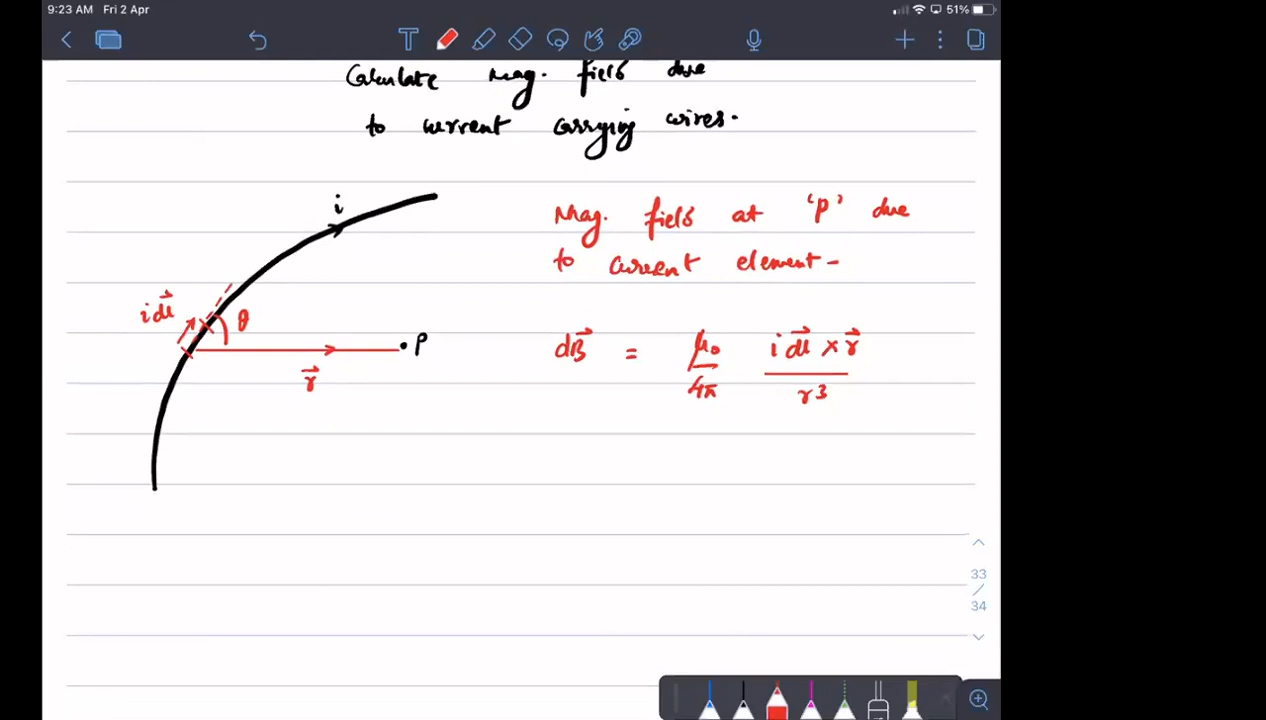 9:23 AM Fri 2 Apr
51%
Calculate Mag. field due
to current carrying wires.
i
Mag. field at 'p' due
to current element -
i dl⃗
θ
P
r⃗
dB⃗ = μ₀/4π i dl⃗ × r⃗ / r³
33
34